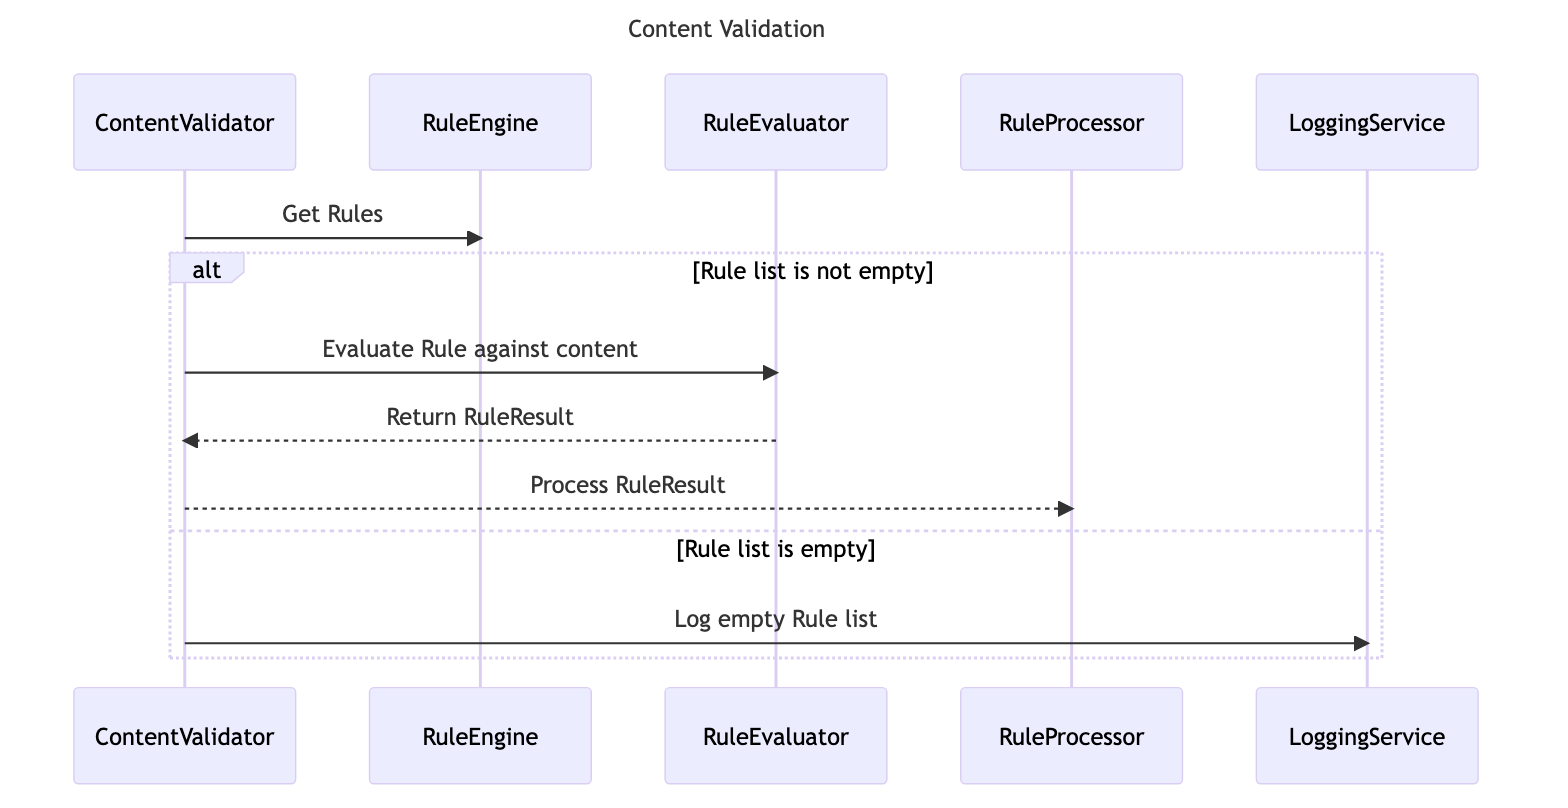 Content Validation
ContentValidator
RuleEngine
RuleEvaluator
RuleProcessor
LoggingService
Get Rules
alt
[Rule list is not empty]
Evaluate Rule against content
Return RuleResult
Process RuleResult
[Rule list is empty]
Log empty Rule list
ContentValidator
RuleEngine
RuleEvaluator
RuleProcessor
LoggingService